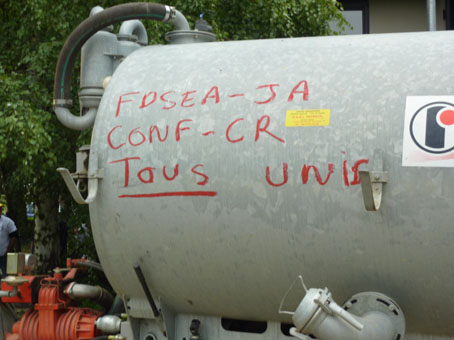 FDSEA-JA
CONF-CR
Tous UNIS